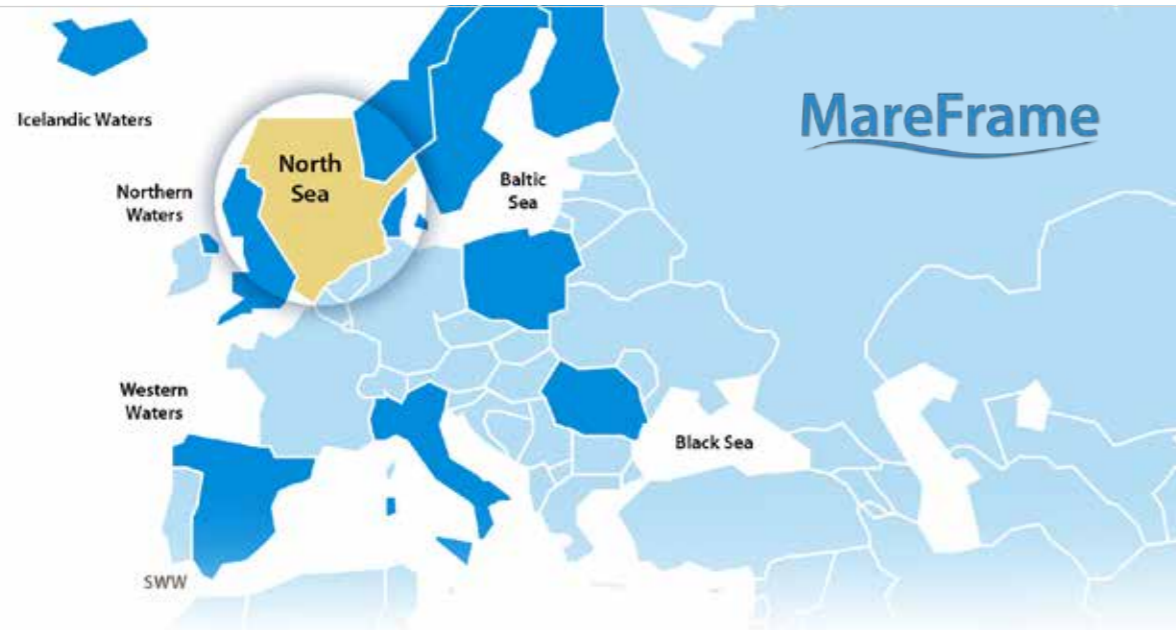 MareFrame
Icelandic Waters
North
Sea
Northern
Waters
Baltic
Sea
Western
Waters
Black Sea
SWW